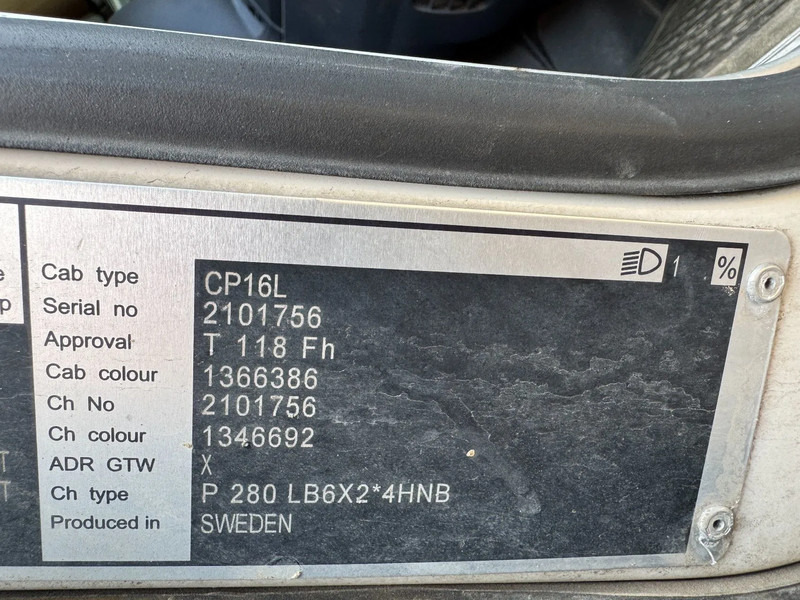 1 %
Cab type CP16L
Serial no 2101756
Approval T 118 Fh
Cab colour 1366386
Ch No 2101756
Ch colour 1346692
ADR GTW X
Ch type P 280 LB6X2*4HNB
Produced in SWEDEN
e
p
T
T